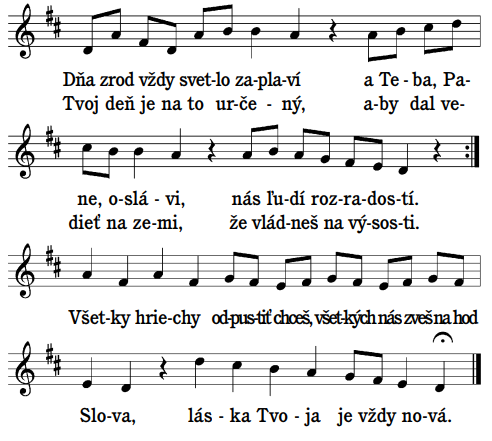 Dňa zrod vždy svet-lo za-pla-ví a Te - ba, Pa-
Tvoj deň je na to ur-če - ný, a-by dal ve-
ne, o-slá - vi, nás ľu-dí roz-ra-dos-tí.
dieť na ze-mi, že vlád-neš na vý-sos-ti.
Všet-ky hrie-chy od-pus-tiť chceš, všet-kých nás zveš na hod
Slo-va, lás - ka Tvo - ja je vždy no-vá.